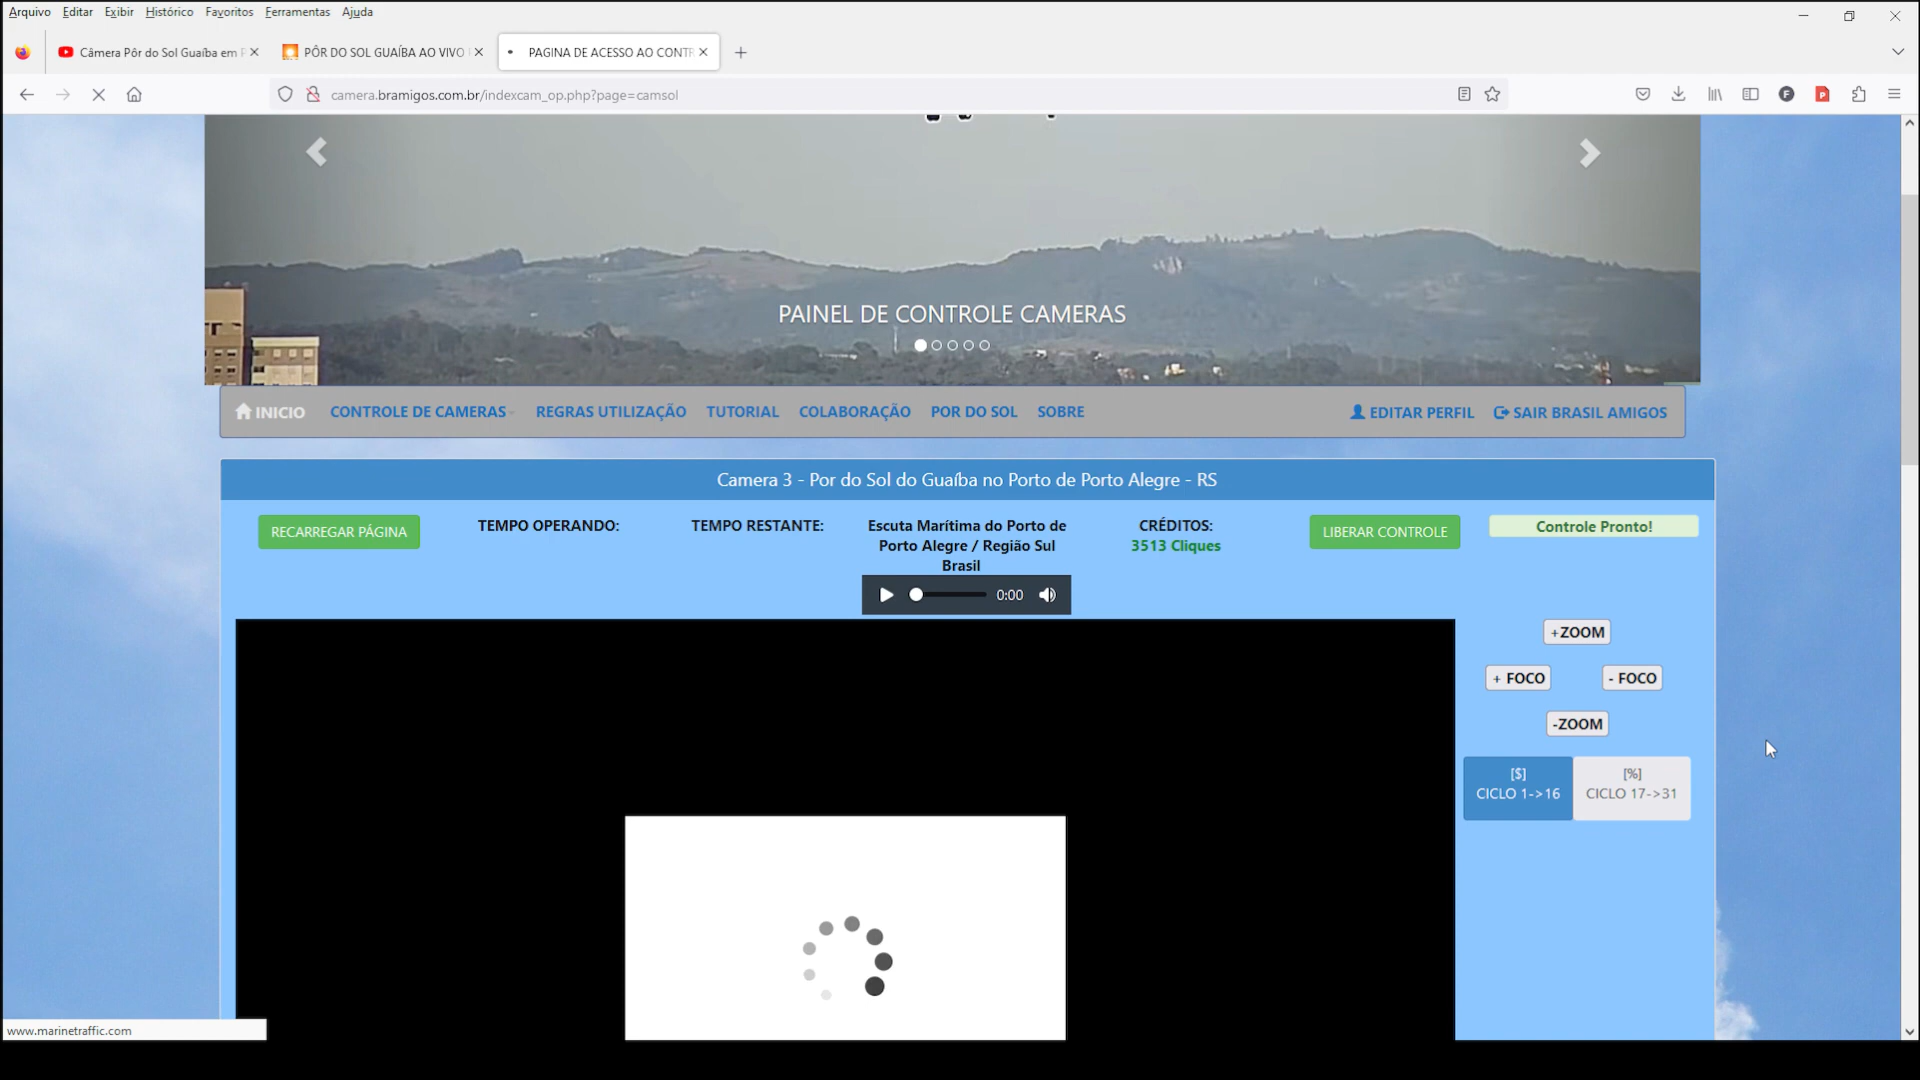 Arquivo Editar Exibir Histórico Favoritos Ferramentas Ajuda
Câmera Pôr do Sol Guaíba em P
PÔR DO SOL GUAÍBA AO VIVO
PAGINA DE ACESSO AO CONTR
camera.bramigos.com.br/indexcam_op.php?page=camsol
PAINEL DE CONTROLE CAMERAS
INICIO CONTROLE DE CAMERAS REGRAS UTILIZAÇÃO TUTORIAL COLABORAÇÃO POR DO SOL SOBRE EDITAR PERFIL SAIR BRASIL AMIGOS
Camera 3 - Por do Sol do Guaíba no Porto de Porto Alegre - RS
RECARREGAR PÁGINA
TEMPO OPERANDO:
TEMPO RESTANTE:
Escuta Marítima do Porto de
Porto Alegre / Região Sul
Brasil
0:00
CRÉDITOS:
3513 Cliques
LIBERAR CONTROLE
Controle Pronto!
+ZOOM
+ FOCO
- FOCO
-ZOOM
[$]
CICLO 1->16
[%]
CICLO 17->31
www.marinetraffic.com